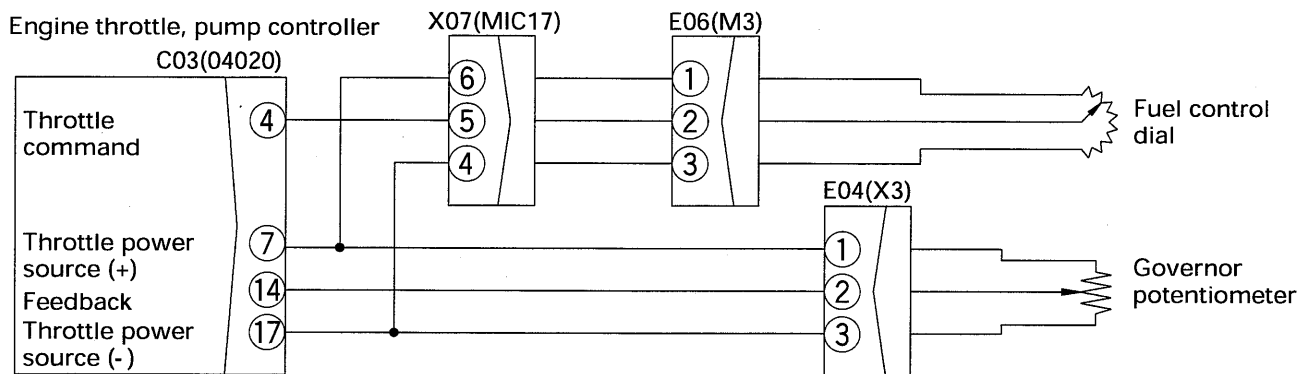 Engine throttle, pump controller
C03(04020)
X07(MIC17)
E06(M3)
Throttle
command
4
6
5
4
1
2
3
Fuel control
dial
E04(X3)
Throttle power
source (+)
7
Feedback
14
Throttle power
source (-)
17
1
2
3
Governor
potentiometer